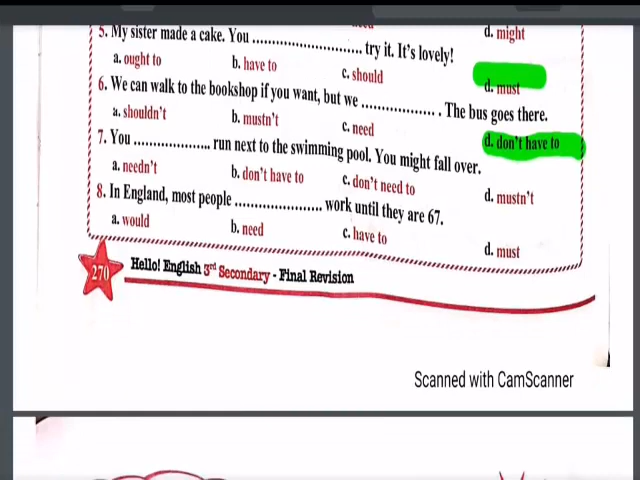 d. might
5. My sister made a cake. You ........................... try it. It's lovely!
a. ought to b. have to c. should d. must
6. We can walk to the bookshop if you want, but we .................. . The bus goes there.
a. shouldn't b. mustn't c. need d. don't have to
7. You ................... run next to the swimming pool. You might fall over.
a. needn't b. don't have to c. don't need to d. mustn't
8. In England, most people ...................... work until they are 67.
a. would b. need c. have to d. must
270 Hello! English 3rd Secondary - Final Revision
Scanned with CamScanner